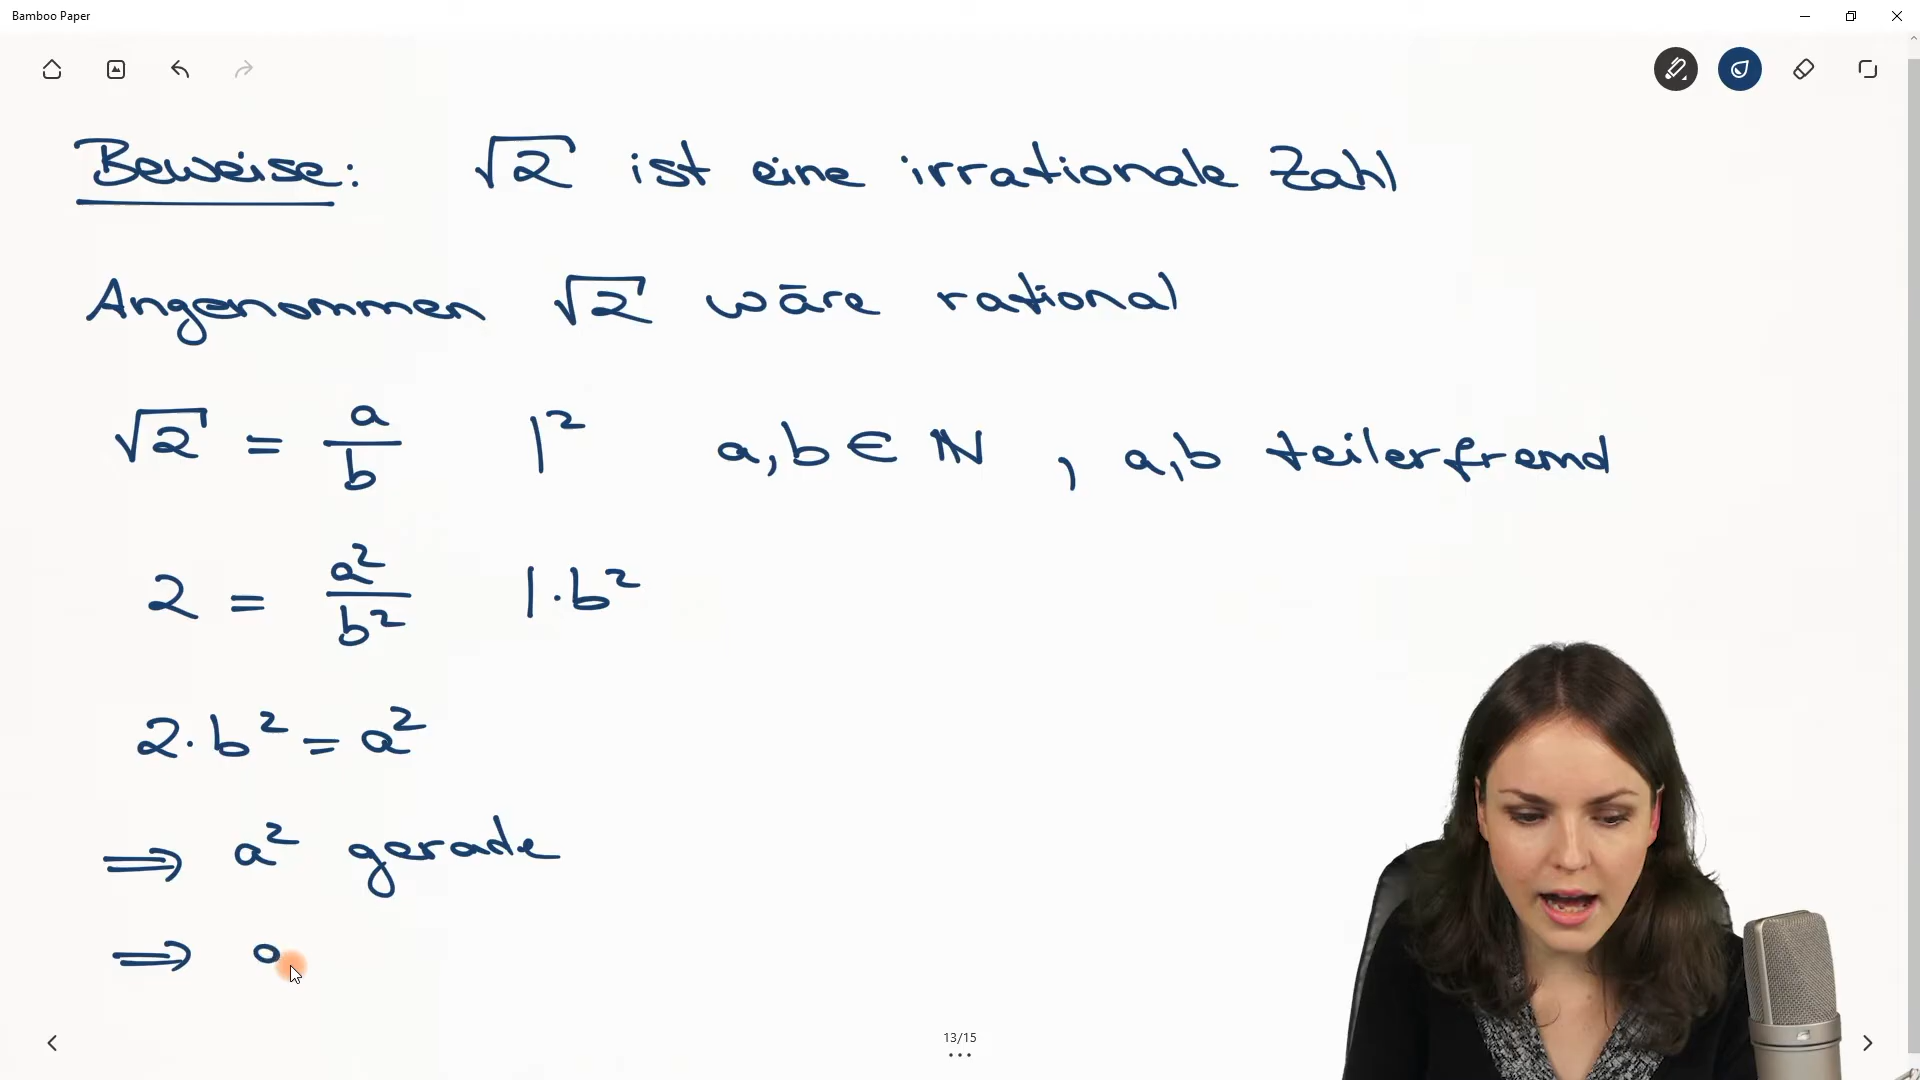 Bamboo Paper
Beweise: √2 ist eine irrationale Zahl
Angenommen √2 wäre rational
√2 = a/b |² a,b ∈ ℕ , a,b teilerfremd
2 = a²/b² |·b²
2·b² = a²
⟹ a² gerade
⟹ a
13/15